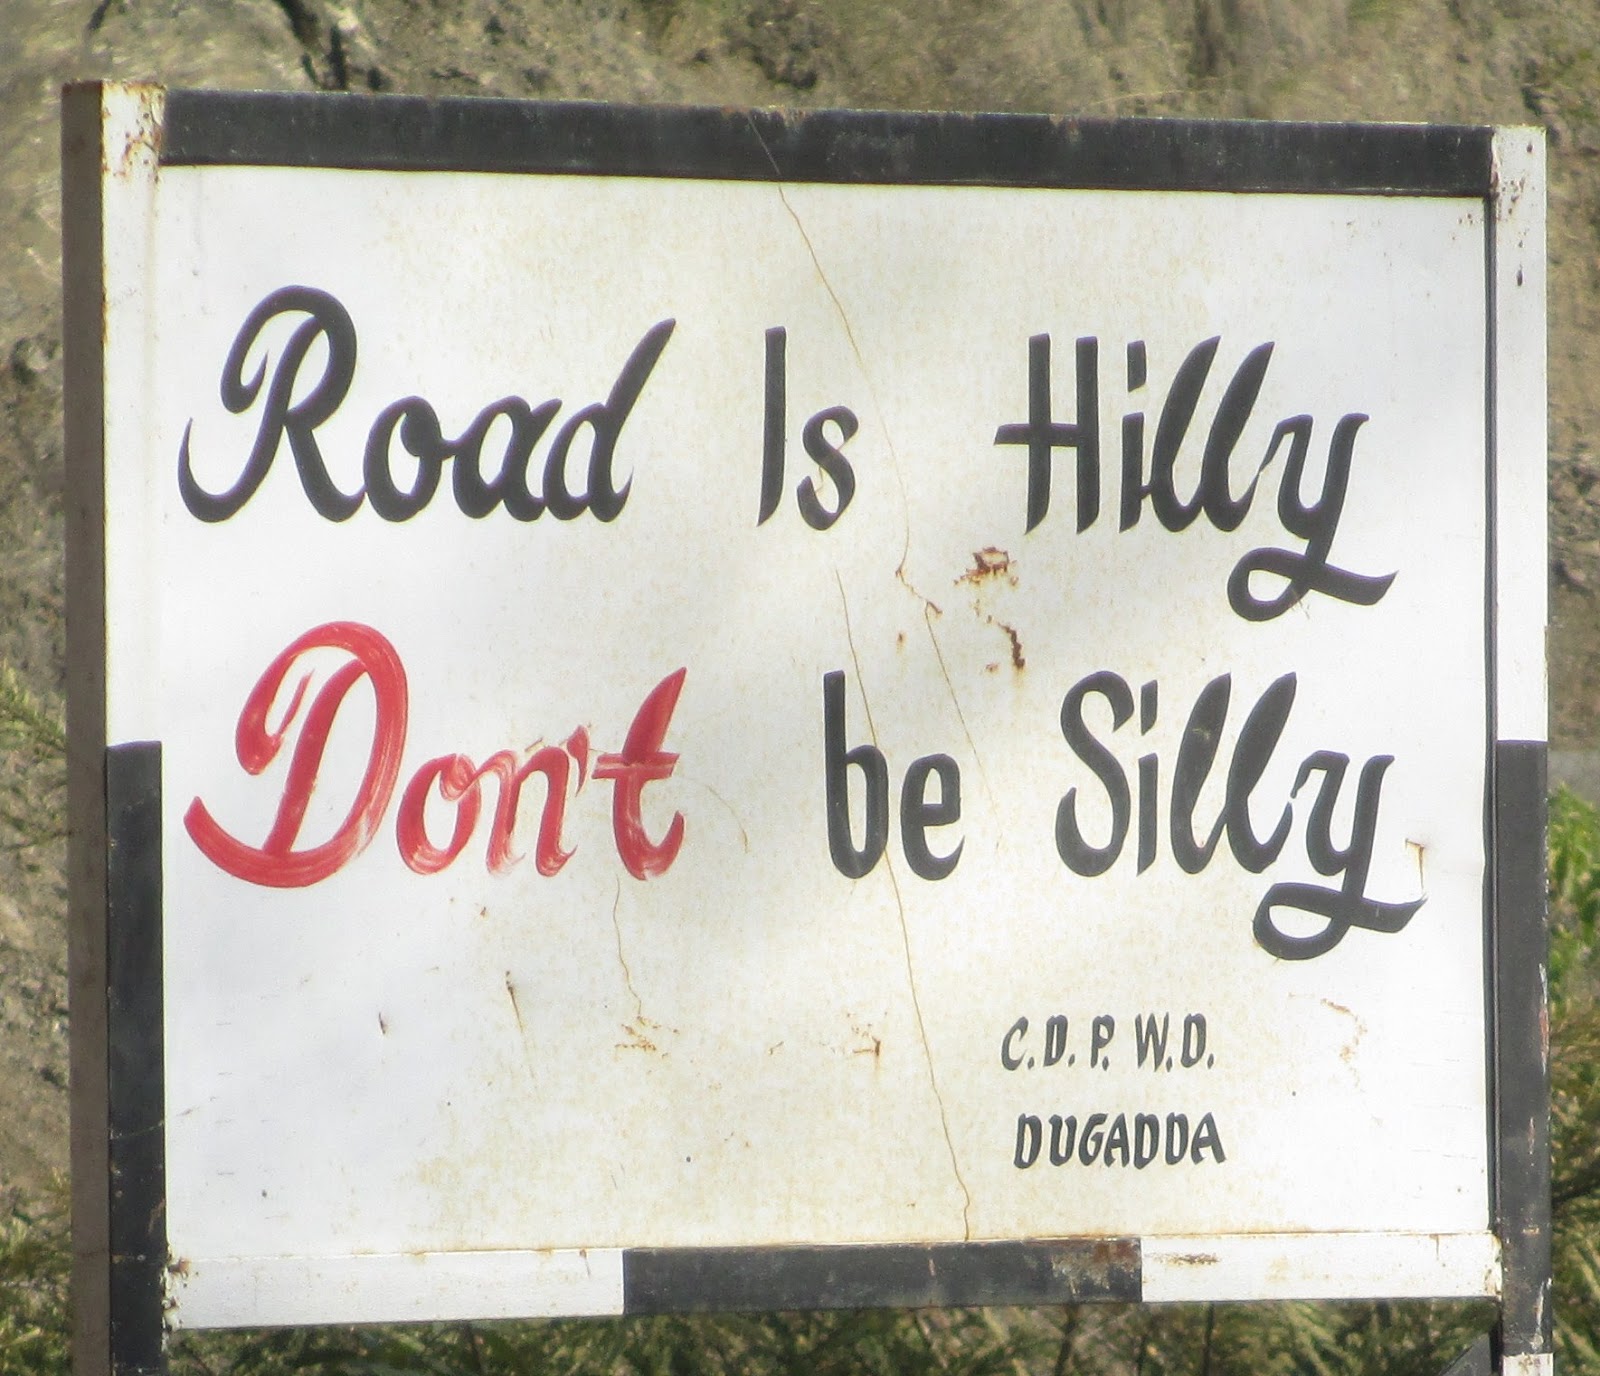 Road Is Hilly
Don't be Silly
C.D. P. W.D.
DUGADDA